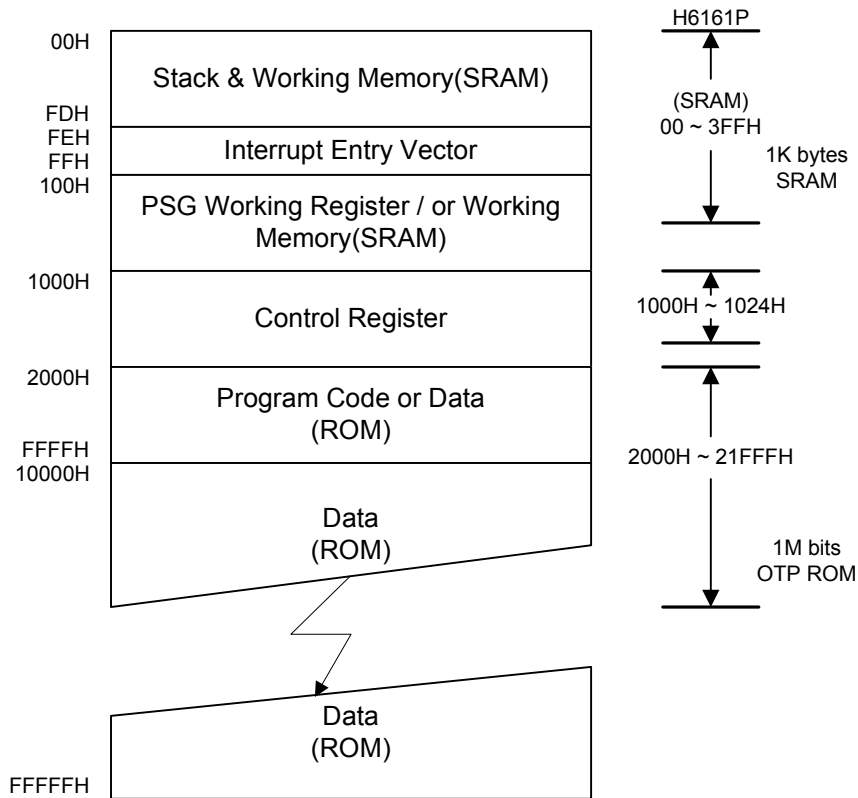 H6161P
00H
Stack & Working Memory(SRAM)
(SRAM)
00 ~ 3FFH
FDH
FEH
FFH
Interrupt Entry Vector
1K bytes
SRAM
100H
PSG Working Register / or Working
Memory(SRAM)
1000H
Control Register
1000H ~ 1024H
2000H
Program Code or Data
(ROM)
FFFFH
10000H
2000H ~ 21FFFH
Data
(ROM)
1M bits
OTP ROM
Data
(ROM)
FFFFFH